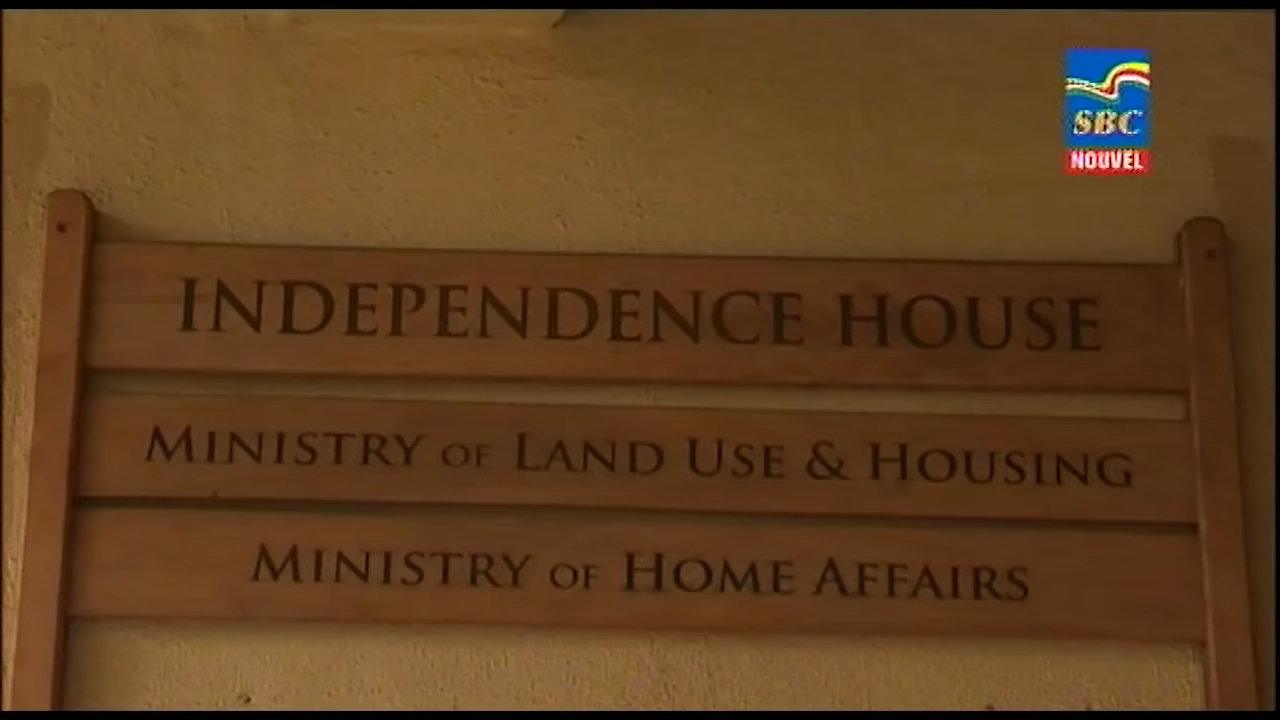 SBC
NOUVEL
INDEPENDENCE HOUSE
MINISTRY OF LAND USE & HOUSING
MINISTRY OF HOME AFFAIRS